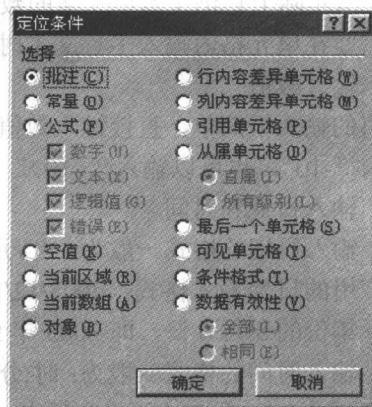 定位条件
选择
批注(C)
常量(O)
公式(F)
数字(U)
文本(X)
逻辑值(G)
错误(E)
空值(K)
当前区域(R)
当前数组(A)
对象(B)
行内容差异单元格(W)
列内容差异单元格(M)
引用单元格(P)
从属单元格(D)
直属(I)
所有级别(L)
最后一个单元格(S)
可见单元格(Y)
条件格式(T)
数据有效性(V)
全部(L)
相同(E)
确定
取消